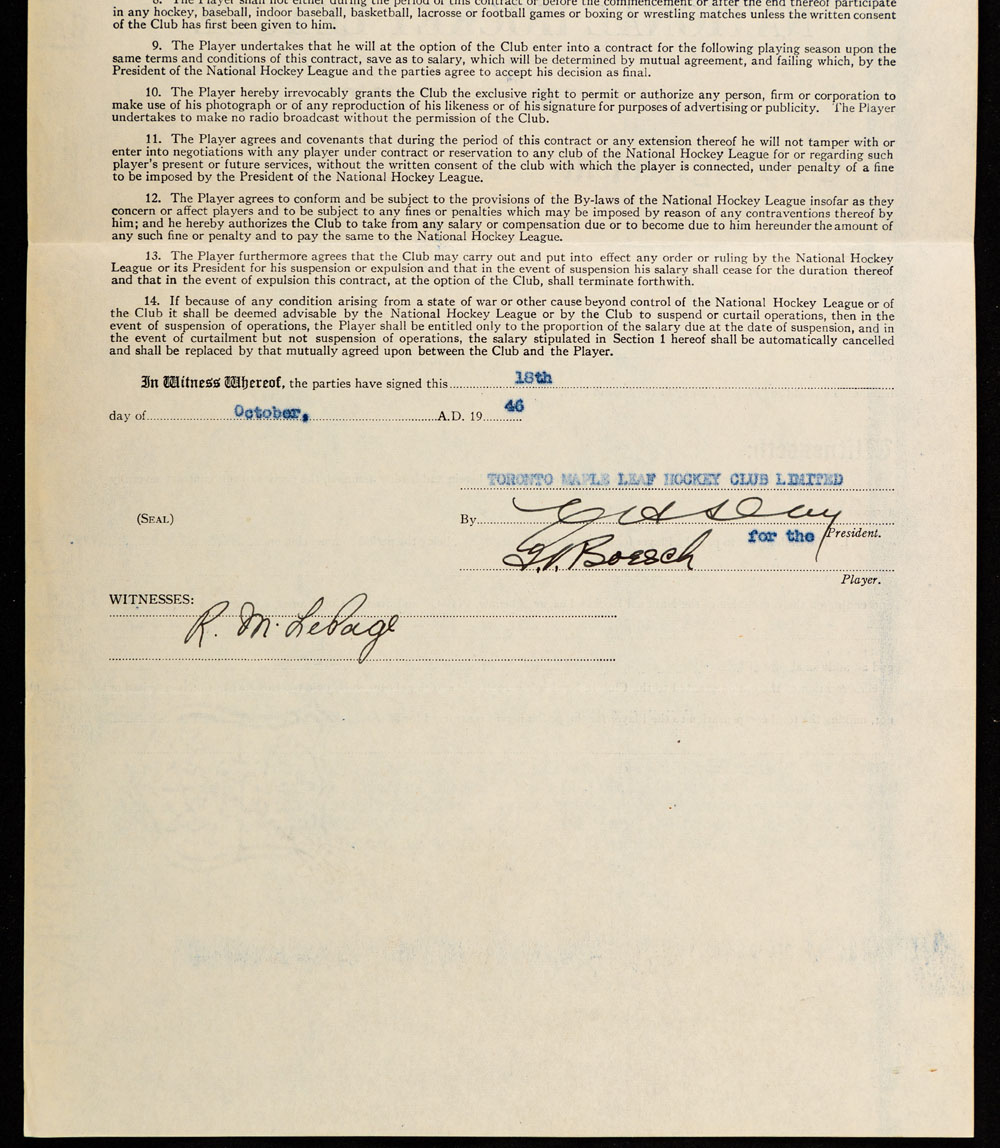 8. The Player shall not either during the period of this contract or before the commencement or after the end thereof participate
in any hockey, baseball, indoor baseball, basketball, lacrosse or football games or boxing or wrestling matches unless the written consent
of the Club has first been given to him.
9. The Player undertakes that he will at the option of the Club enter into a contract for the following playing season upon the
same terms and conditions of this contract, save as to salary, which will be determined by mutual agreement, and failing which, by the
President of the National Hockey League and the parties agree to accept his decision as final.
10. The Player hereby irrevocably grants the Club the exclusive right to permit or authorize any person, firm or corporation to
make use of his photograph or of any reproduction of his likeness or of his signature for purposes of advertising or publicity. The Player
undertakes to make no radio broadcast without the permission of the Club.
11. The Player agrees and covenants that during the period of this contract or any extension thereof he will not tamper with or
enter into negotiations with any player under contract or reservation to any club of the National Hockey League for or regarding such
player's present or future services, without the written consent of the club with which the player is connected, under penalty of a fine
to be imposed by the President of the National Hockey League.
12. The Player agrees to conform and be subject to the provisions of the By-laws of the National Hockey League insofar as they
concern or affect players and to be subject to any fines or penalties which may be imposed by reason of any contraventions thereof by
him; and he hereby authorizes the Club to take from any salary or compensation due or to become due to him hereunder the amount of
any such fine or penalty and to pay the same to the National Hockey League.
13. The Player furthermore agrees that the Club may carry out and put into effect any order or ruling by the National Hockey
League or its President for his suspension or expulsion and that in the event of suspension his salary shall cease for the duration thereof
and that in the event of expulsion this contract, at the option of the Club, shall terminate forthwith.
14. If because of any condition arising from a state of war or other cause beyond control of the National Hockey League or of
the Club it shall be deemed advisable by the National Hockey League or by the Club to suspend or curtail operations, then in the
event of suspension of operations, the Player shall be entitled only to the proportion of the salary due at the date of suspension, and in
the event of curtailment but not suspension of operations, the salary stipulated in Section 1 hereof shall be automatically cancelled
and shall be replaced by that mutually agreed upon between the Club and the Player.
In Witness Whereof, the parties have signed this 18th
day of October, A.D. 19 46
TORONTO MAPLE LEAF HOCKEY CLUB LIMITED
(SEAL) By
for the President.
G.V. Boesch
Player.
WITNESSES:
R. M. LePage